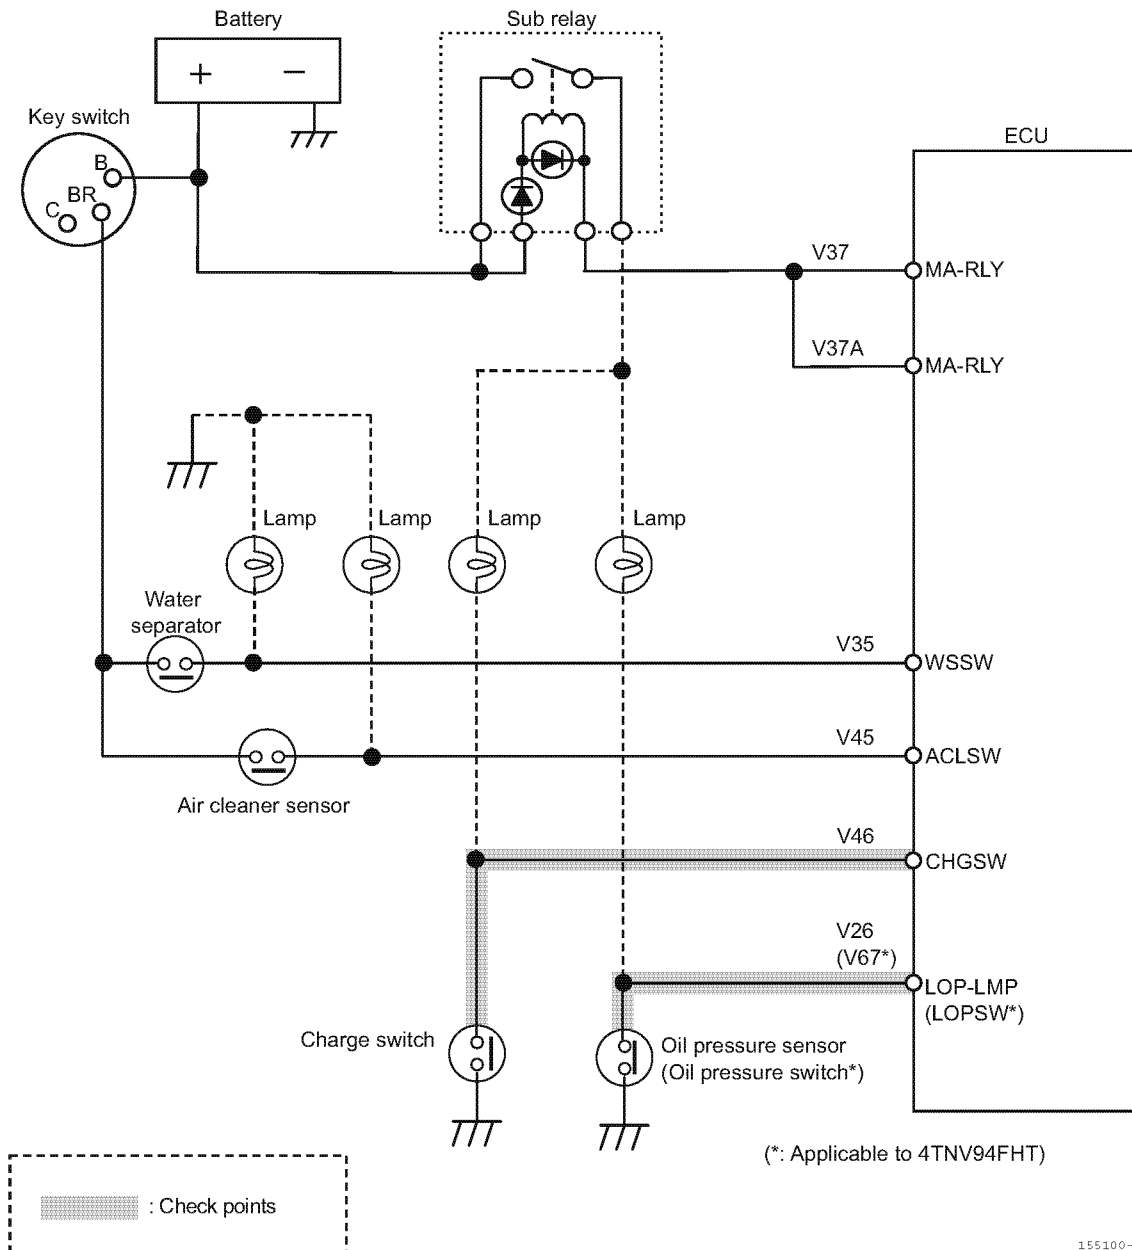 Battery
Sub relay
+ −
Key switch
B
BR
C
ECU
V37
MA-RLY
V37A
MA-RLY
Lamp
Lamp
Lamp
Lamp
Water
separator
V35
WSSW
V45
ACLSW
Air cleaner sensor
V46
CHGSW
V26
(V67*)
LOP-LMP
(LOPSW*)
Charge switch
Oil pressure sensor
(Oil pressure switch*)
(*: Applicable to 4TNV94FHT)
: Check points
155100-